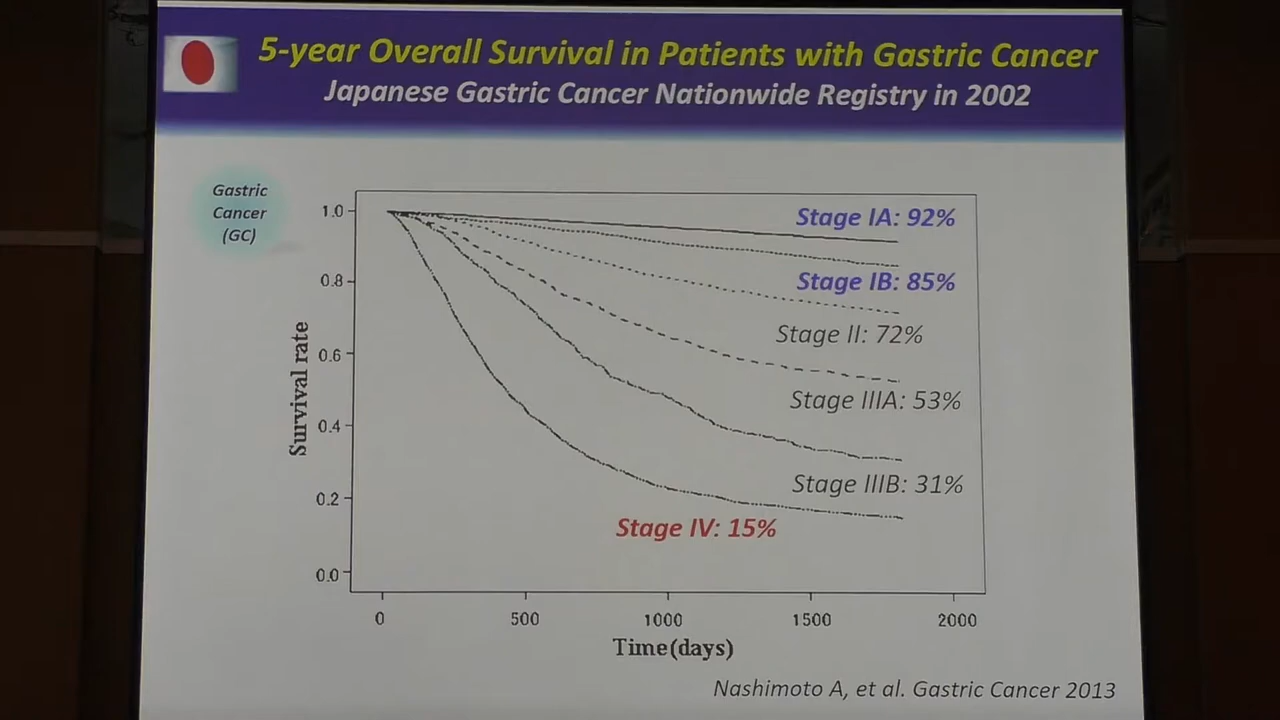 5-year Overall Survival in Patients with Gastric Cancer
Japanese Gastric Cancer Nationwide Registry in 2002
Gastric
Cancer
(GC)
Survival rate
1.0
0.8
0.6
0.4
0.2
0.0
Stage IA: 92%
Stage IB: 85%
Stage II: 72%
Stage IIIA: 53%
Stage IIIB: 31%
Stage IV: 15%
0 500 1000 1500 2000
Time(days)
Nashimoto A, et al. Gastric Cancer 2013